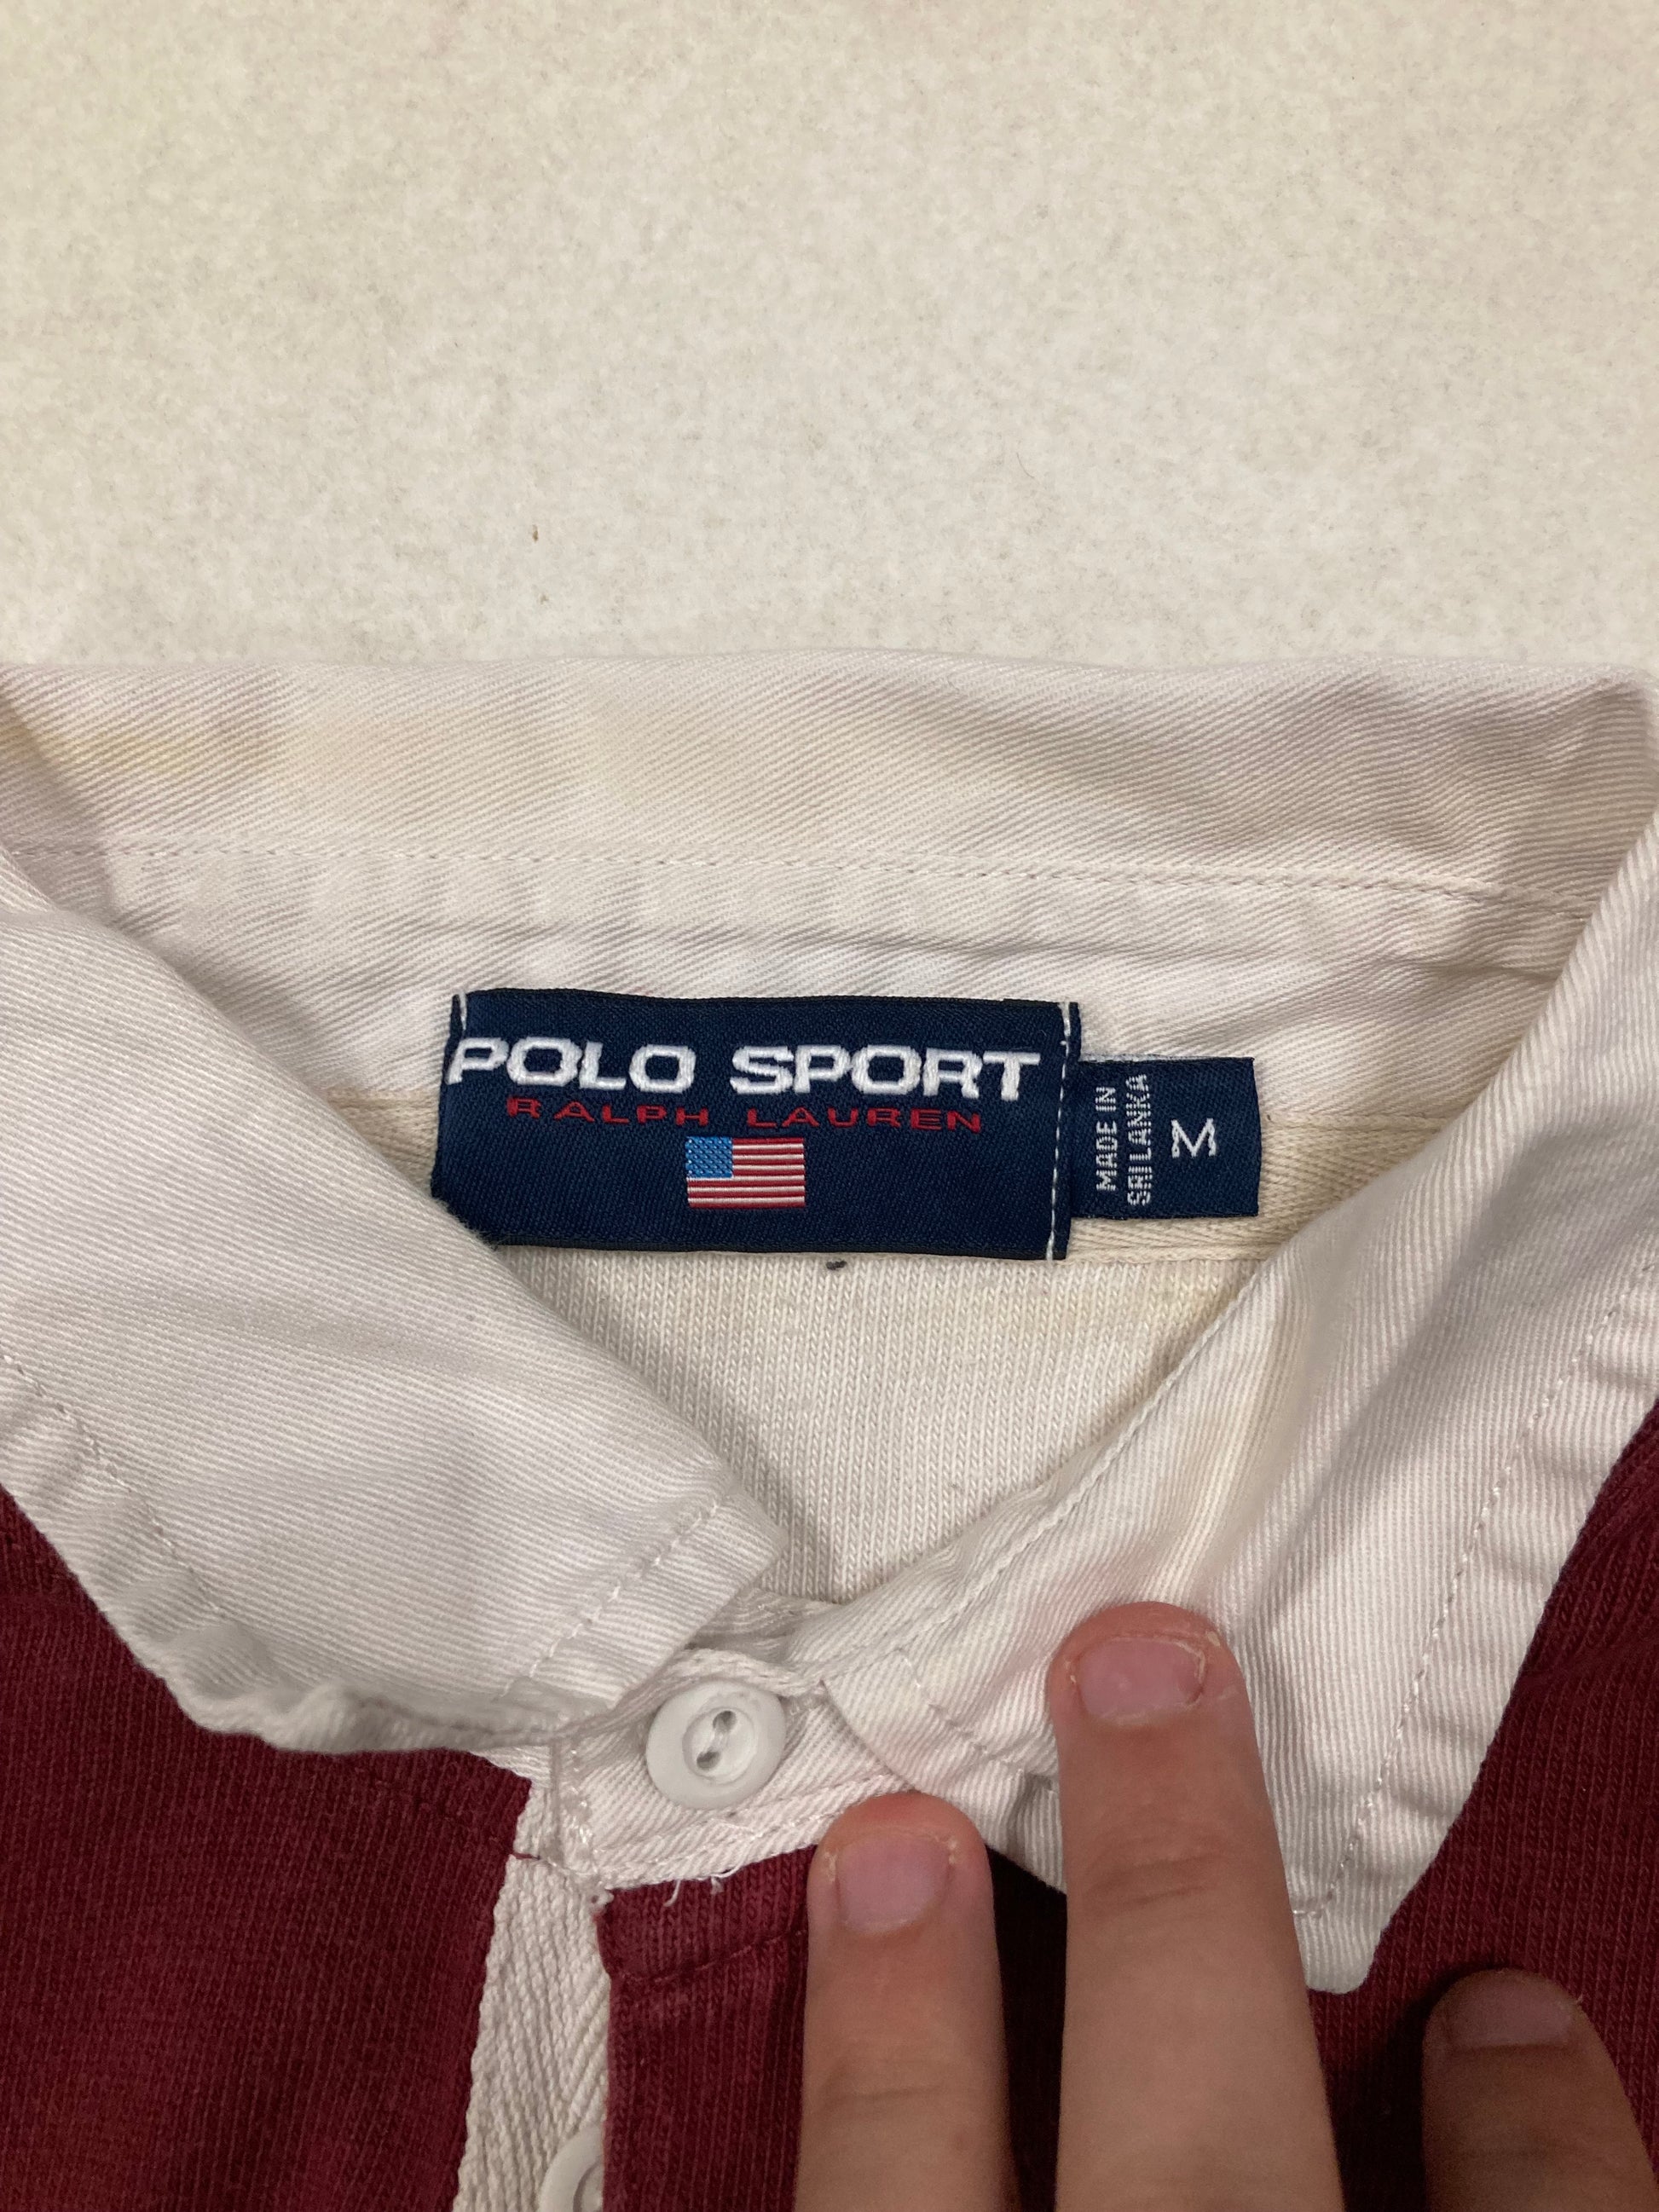 POLO SPORT
RALPH LAUREN
MADE IN
SRI LANKA
M